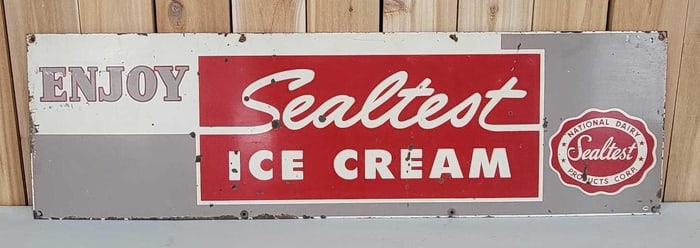 ENJOY
Sealtest
ICE CREAM
NATIONAL DAIRY
Sealtest
PRODUCTS CORP.